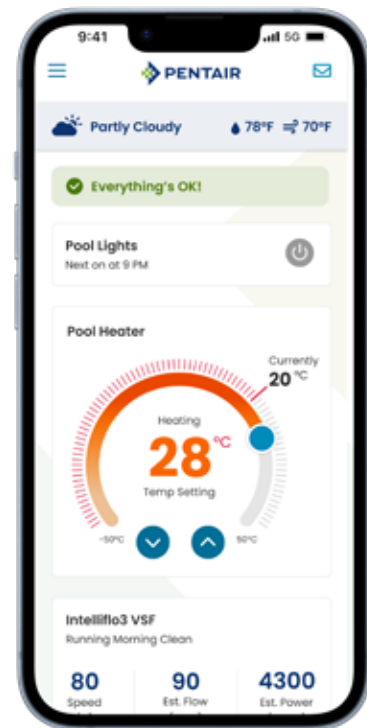 9:41
5G
PENTAIR
Partly Cloudy 78°F 70°F
Everything's OK!
Pool Lights
Next on at 9 PM
Pool Heater
Currently
20 °C
Heating
28 °C
Temp Setting
-50°C 50°C
Intelliflo3 VSF
Running Morning Clean
80 90 4300
Speed Est. Flow Est. Power